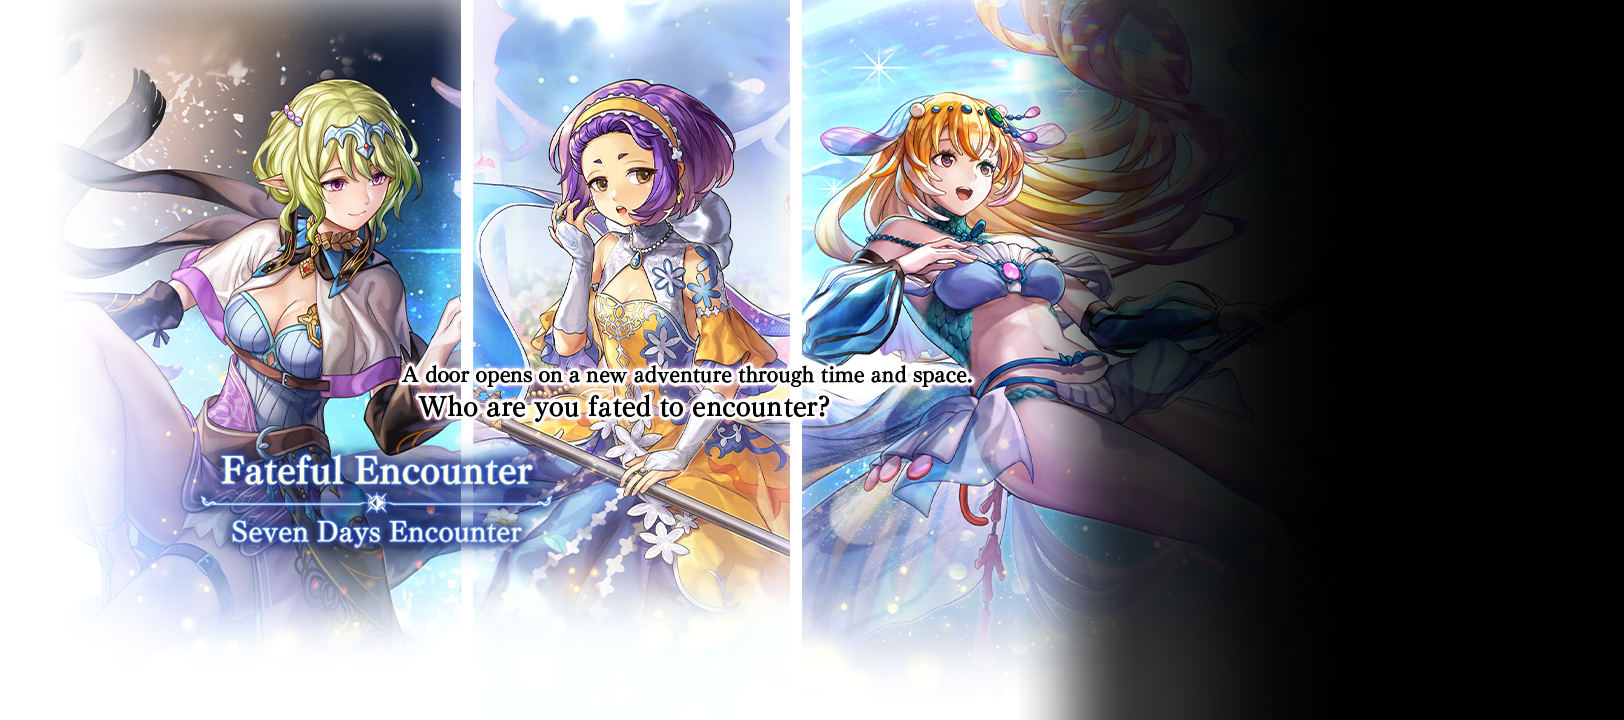 A door opens on a new adventure through time and space.
Who are you fated to encounter?
Fateful Encounter
Seven Days Encounter